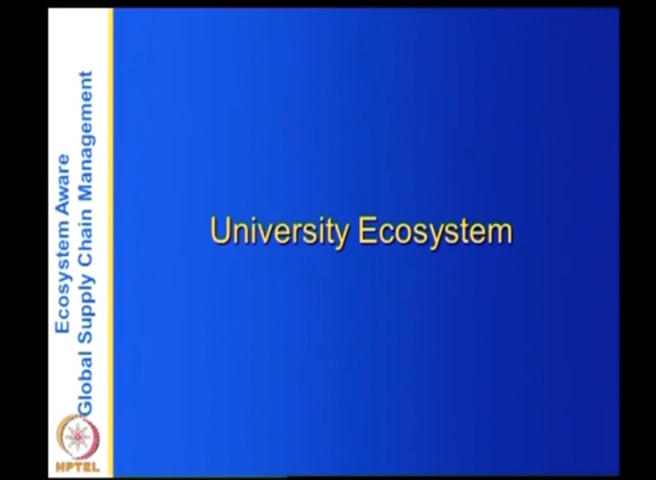 Ecosystem Aware
Global Supply Chain Management
University Ecosystem
NPTEL